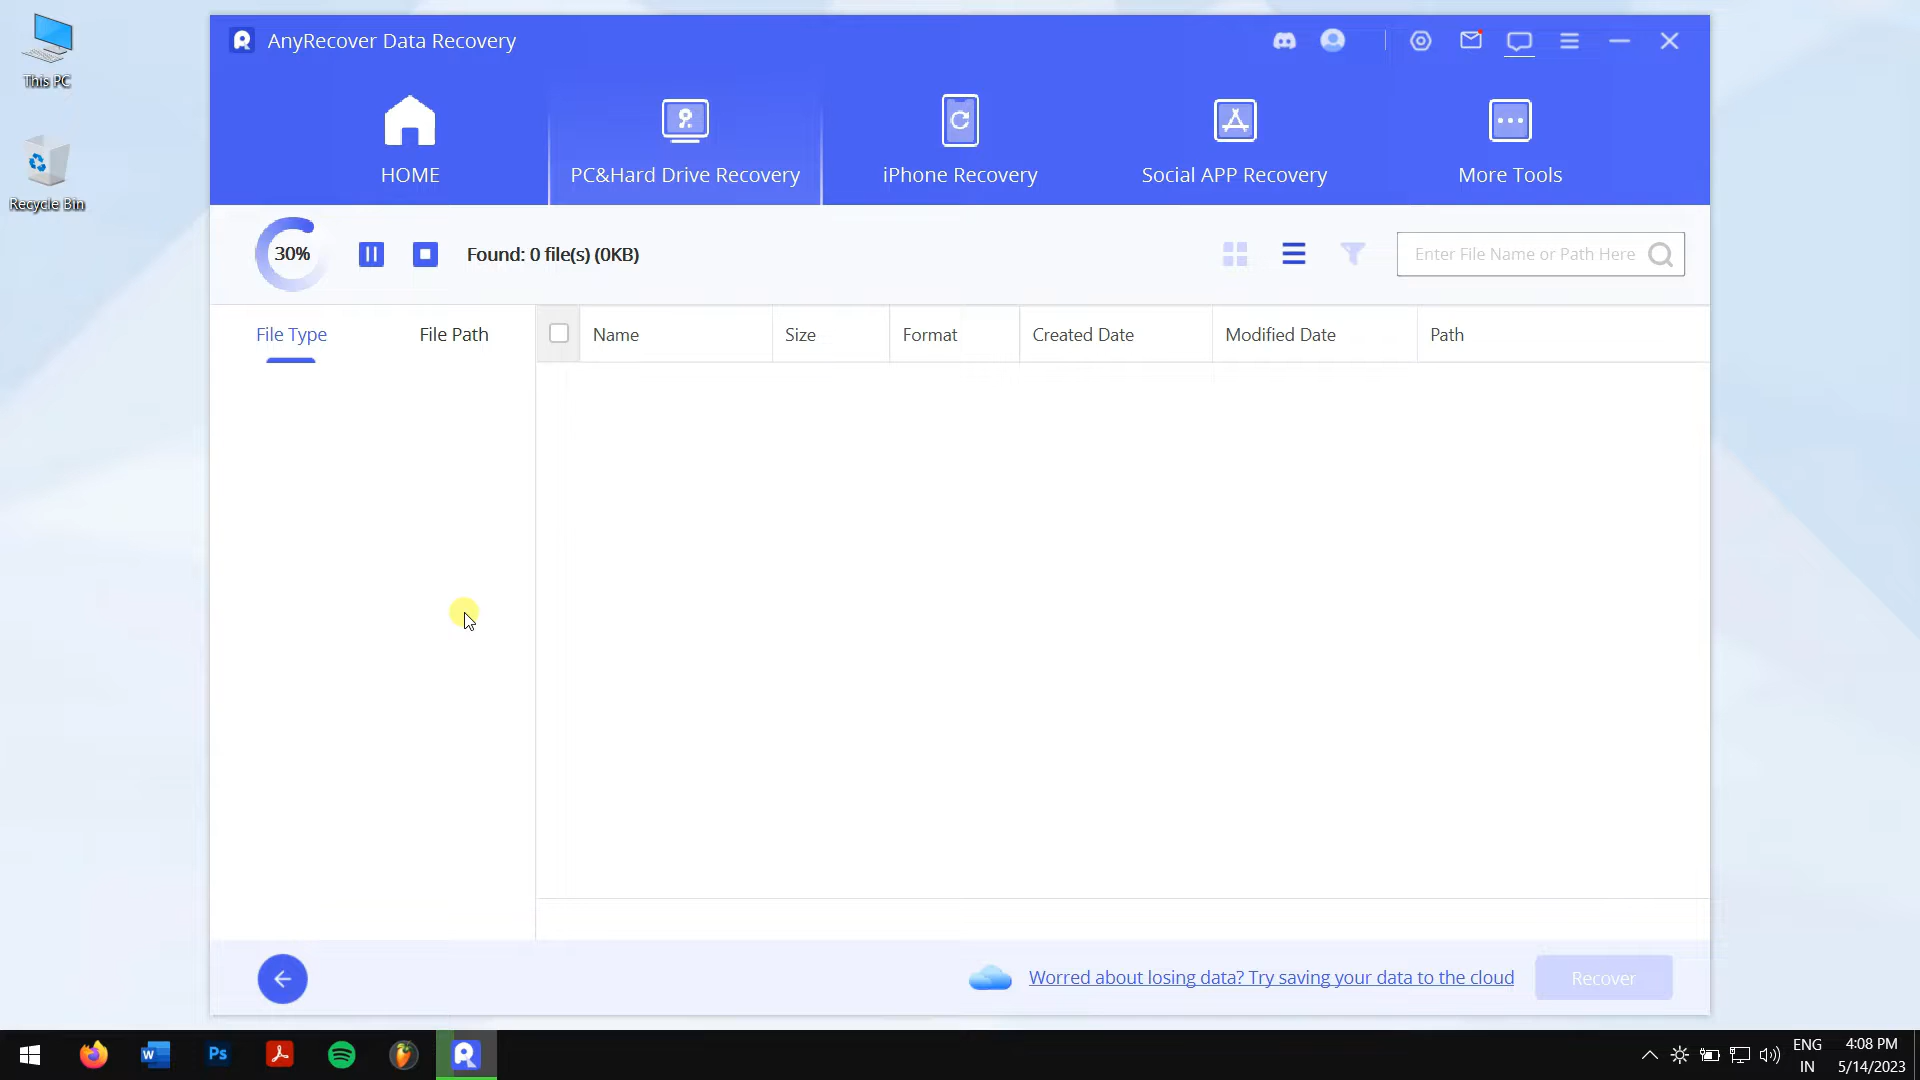 This PC
Recycle Bin
AnyRecover Data Recovery
HOME
PC&Hard Drive Recovery
iPhone Recovery
Social APP Recovery
More Tools
30%
Found: 0 file(s) (0KB)
Enter File Name or Path Here
File Type
File Path
Name
Size
Format
Created Date
Modified Date
Path
Worred about losing data? Try saving your data to the cloud
Recover
W
Ps
ENG
IN
4:08 PM
5/14/2023